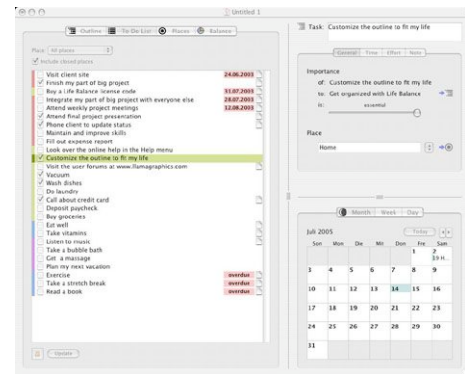 Untitled 1
Outline To Do List Places Balance
Place: All places
Include closed places
Visit client site 24.06.2003
Finish my part of big project
Buy a Life Balance license code 31.07.2003
Integrate my part of big project with everyone else 28.07.2003
Attend weekly project meetings 12.08.2003
Attend final project presentation
Phone client to update status
Maintain and improve skills
Fill out expense report
Look over the online help in the Help menu
Customize the outline to fit my life
Visit the user forums at www.llamagraphics.com
Vacuum
Wash dishes
Do laundry
Call about credit card
Deposit paycheck
Buy groceries
Eat well
Take vitamins
Listen to music
Take a bubble bath
Get a massage
Plan my next vacation
Exercise overdue
Take a stretch break overdue
Read a book overdue
Update
Task: Customize the outline to fit my life
General Time Effort Note
Importance
of: Customize the outline to fit my life
to: Get organized with Life Balance
is: essential
Place
Home
Month Week Day
Juli 2005 Today
Son Mon Die Mit Don Fre Sam
1 2
19 H...
3 4 5 6 7 8 9
10 11 12 13 14 15 16
17 18 19 20 21 22 23
24 25 26 27 28 29 30
31